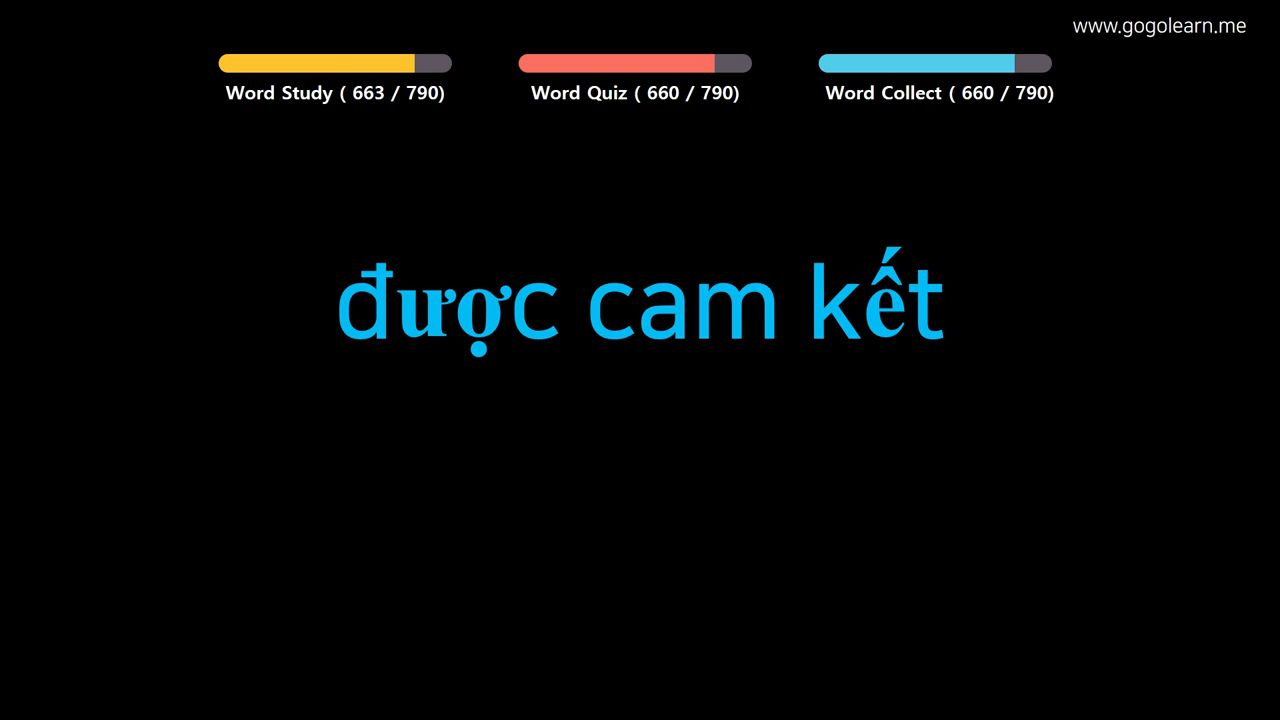 www.gogolearn.me
Word Study ( 663 / 790)
Word Quiz ( 660 / 790)
Word Collect ( 660 / 790)
được cam kết